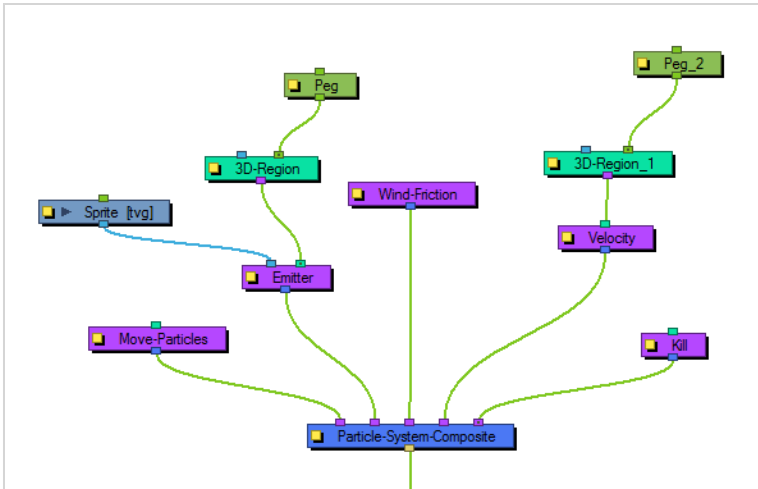 Peg
Peg_2
3D-Region
3D-Region_1
Sprite [tvg]
Wind-Friction
Velocity
Emitter
Move-Particles
Kill
Particle-System-Composite